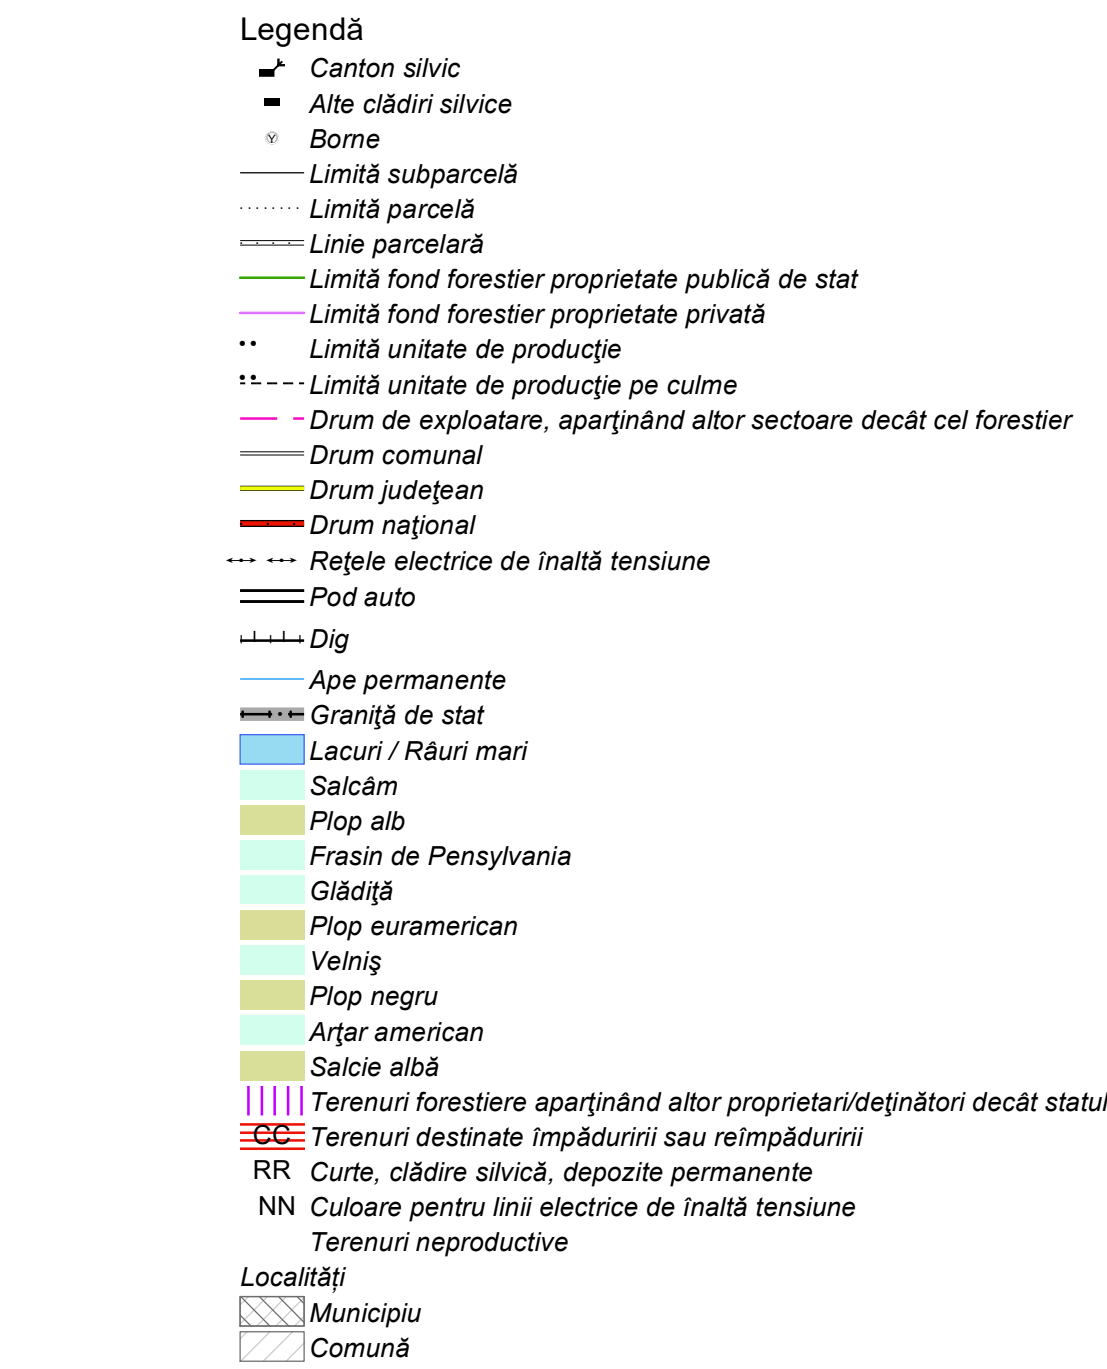 Legendă
Canton silvic
Alte clădiri silvice
Y Borne
Limită subparcelă
Limită parcelă
Linie parcelară
Limită fond forestier proprietate publică de stat
Limită fond forestier proprietate privată
Limită unitate de producţie
Limită unitate de producţie pe culme
Drum de exploatare, aparţinând altor sectoare decât cel forestier
Drum comunal
Drum judeţean
Drum naţional
Reţele electrice de înaltă tensiune
Pod auto
Dig
Ape permanente
Graniţă de stat
Lacuri / Râuri mari
Salcâm
Plop alb
Frasin de Pensylvania
Glădiţă
Plop euramerican
Velniş
Plop negru
Arţar american
Salcie albă
Terenuri forestiere aparţinând altor proprietari/deţinători decât statul
CC Terenuri destinate împăduririi sau reîmpăduririi
RR Curte, clădire silvică, depozite permanente
NN Culoare pentru linii electrice de înaltă tensiune
Terenuri neproductive
Localități
Municipiu
Comună